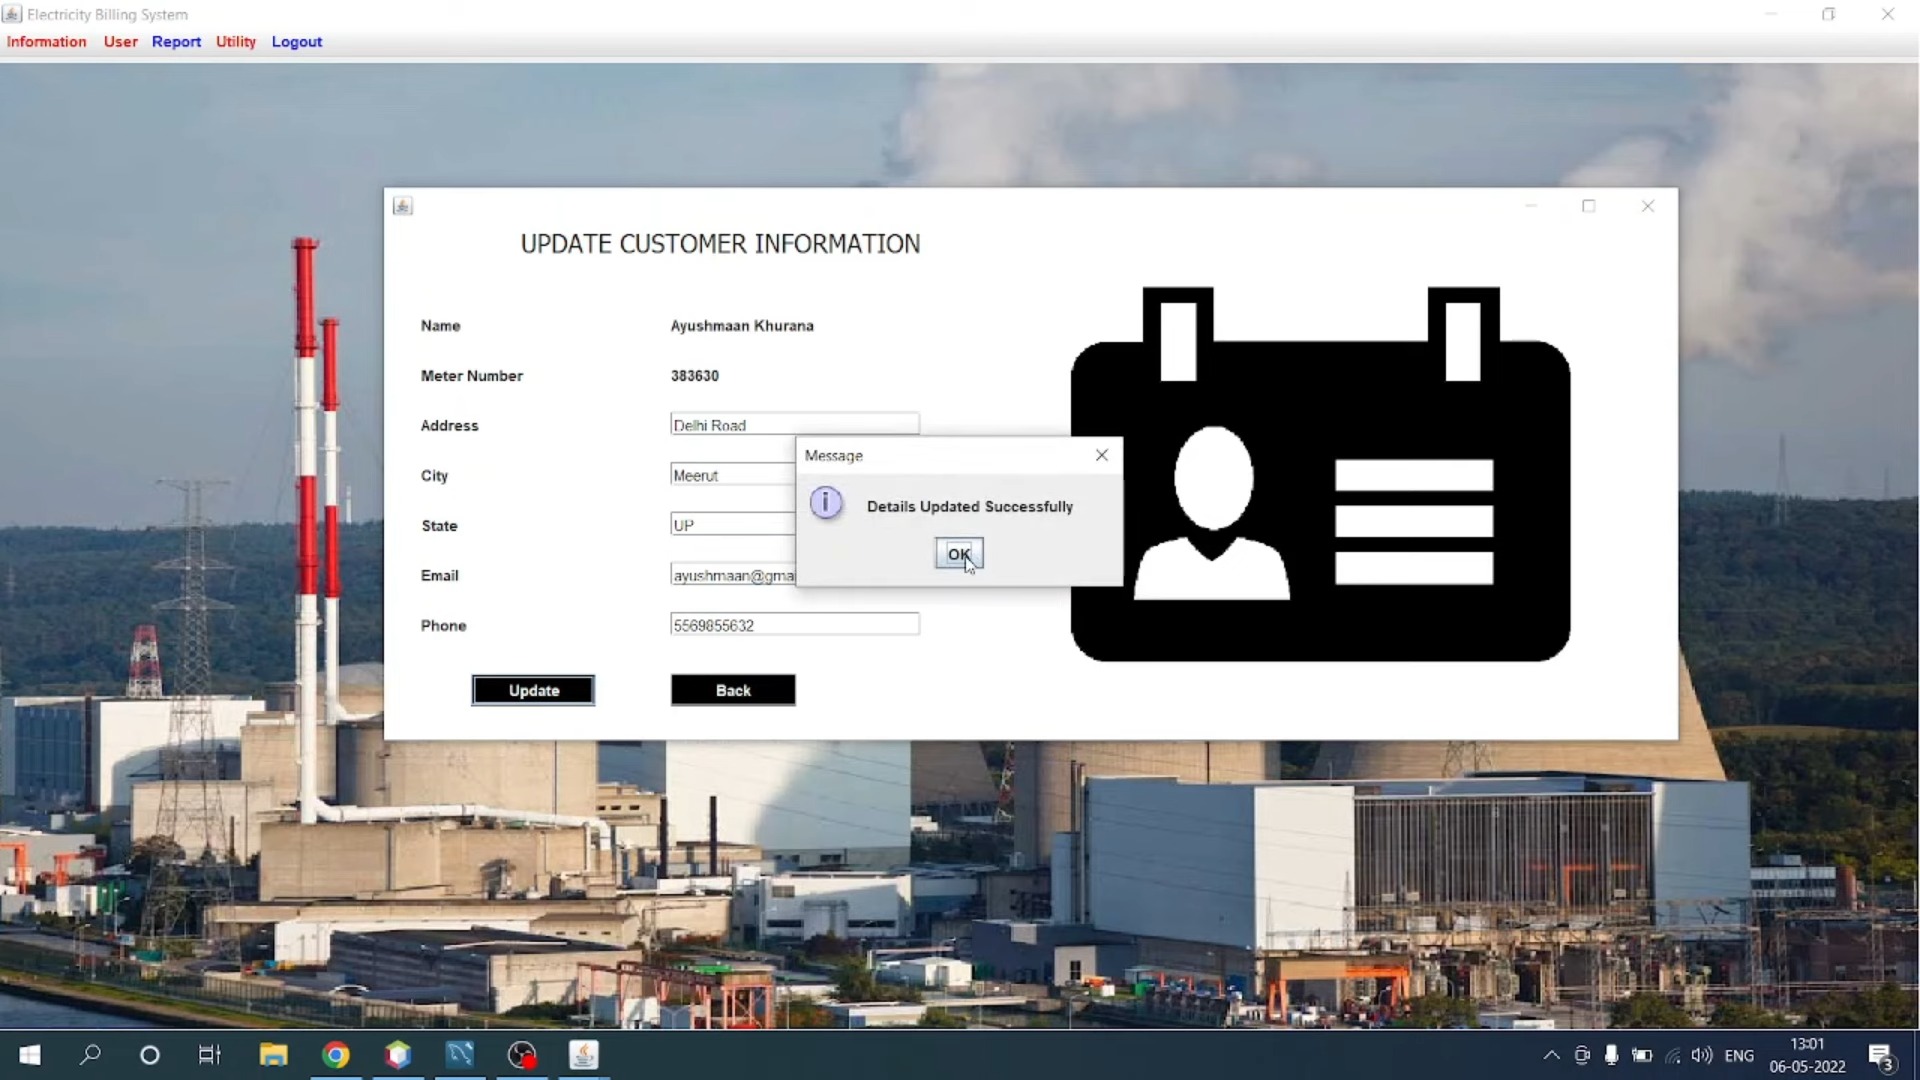 Electricity Billing System
Information User Report Utility Logout
UPDATE CUSTOMER INFORMATION
Name Ayushmaan Khurana
Meter Number 383630
Address Delhi Road
City Meerut
State UP
Email ayushmaan@gma
Phone 5569855632
Message
Details Updated Successfully
OK
Update Back
ENG
13:01
06-05-2022
3